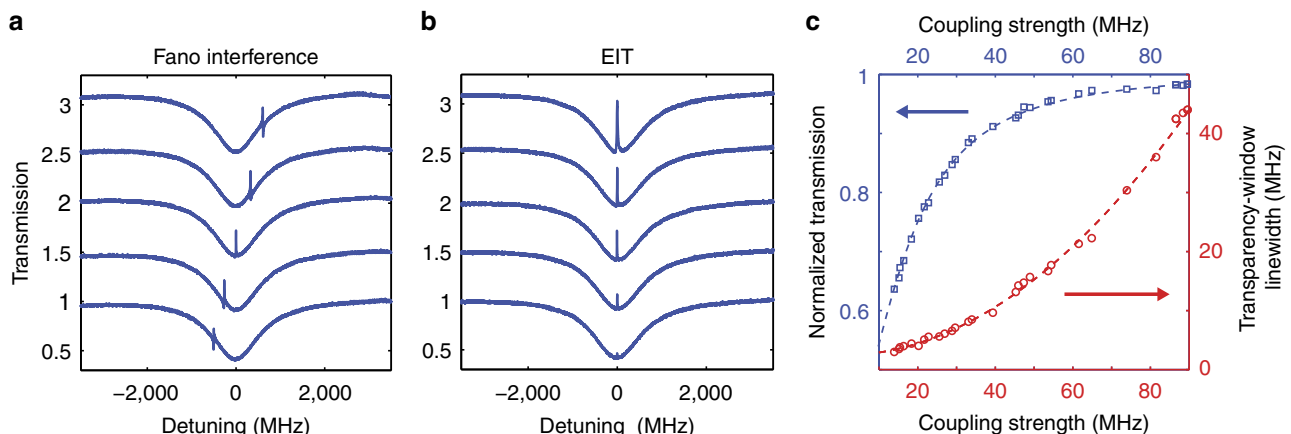 a
Fano interference
Transmission
3
2.5
2
1.5
1
0.5
−2,000 0 2,000
Detuning (MHz)
b
EIT
3
2.5
2
1.5
1
0.5
−2,000 0 2,000
Detuning (MHz)
c
Coupling strength (MHz)
20 40 60 80
Normalized transmission
1
0.8
0.6
40
20
0
Transparency-window
linewidth (MHz)
20 40 60 80
Coupling strength (MHz)